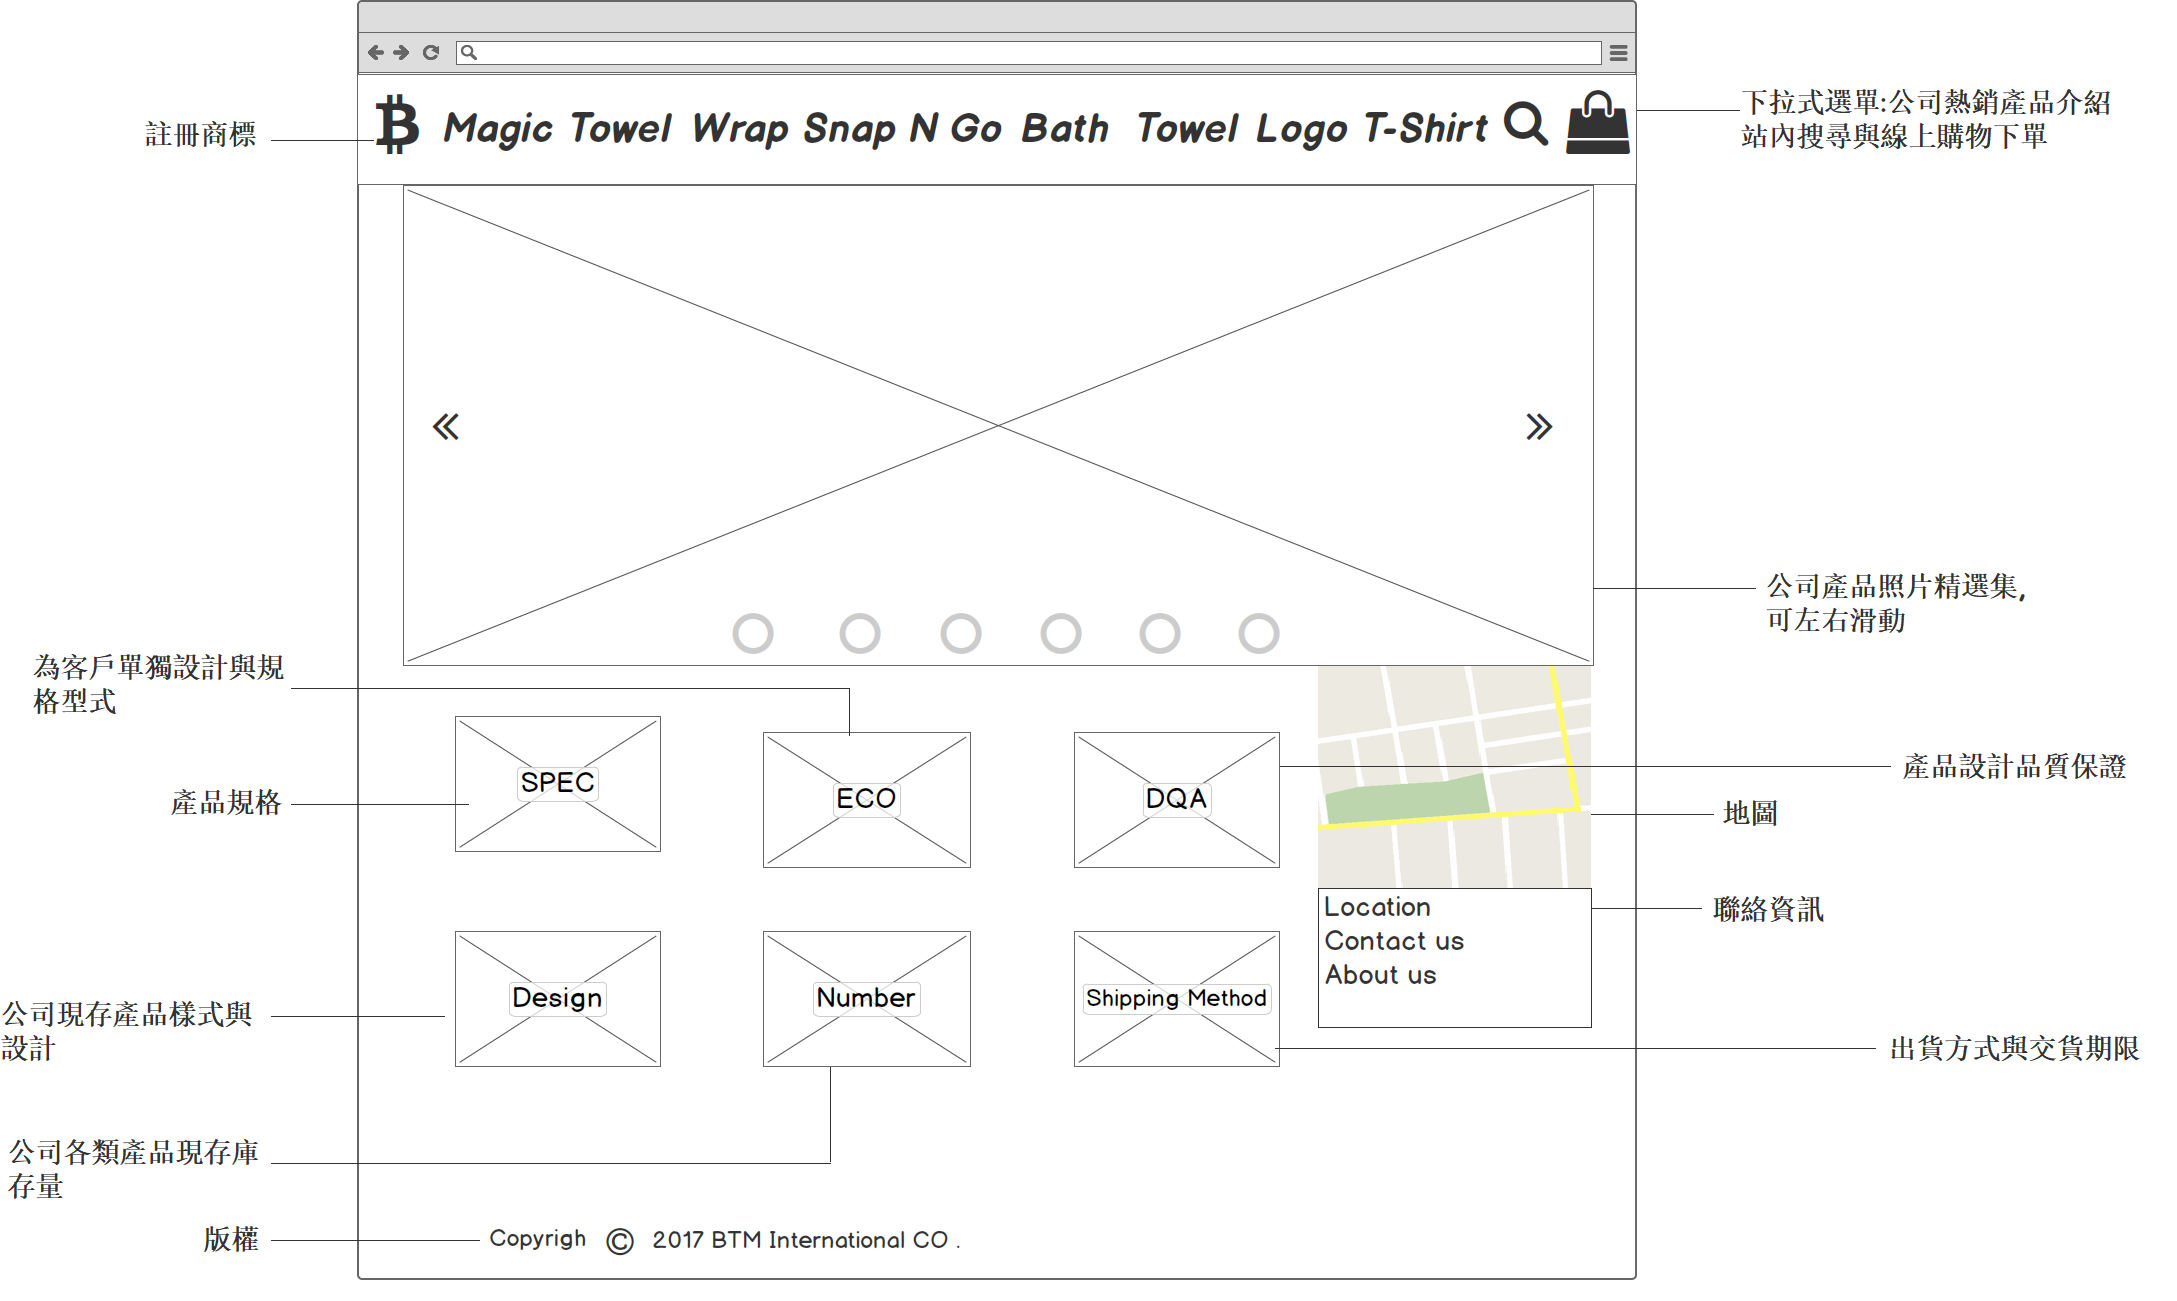 註冊商標
Magic Towel Wrap Snap N Go Bath Towel Logo T-Shirt
下拉式選單:公司熱銷產品介紹
站內搜尋與線上購物下單
公司產品照片精選集,
可左右滑動
為客戶單獨設計與規
格型式
產品規格
SPEC
ECO
DQA
產品設計品質保證
地圖
Location
Contact us
About us
聯絡資訊
公司現存產品樣式與
設計
Design
Number
Shipping Method
出貨方式與交貨期限
公司各類產品現存庫
存量
版權
Copyrigh © 2017 BTM International CO .